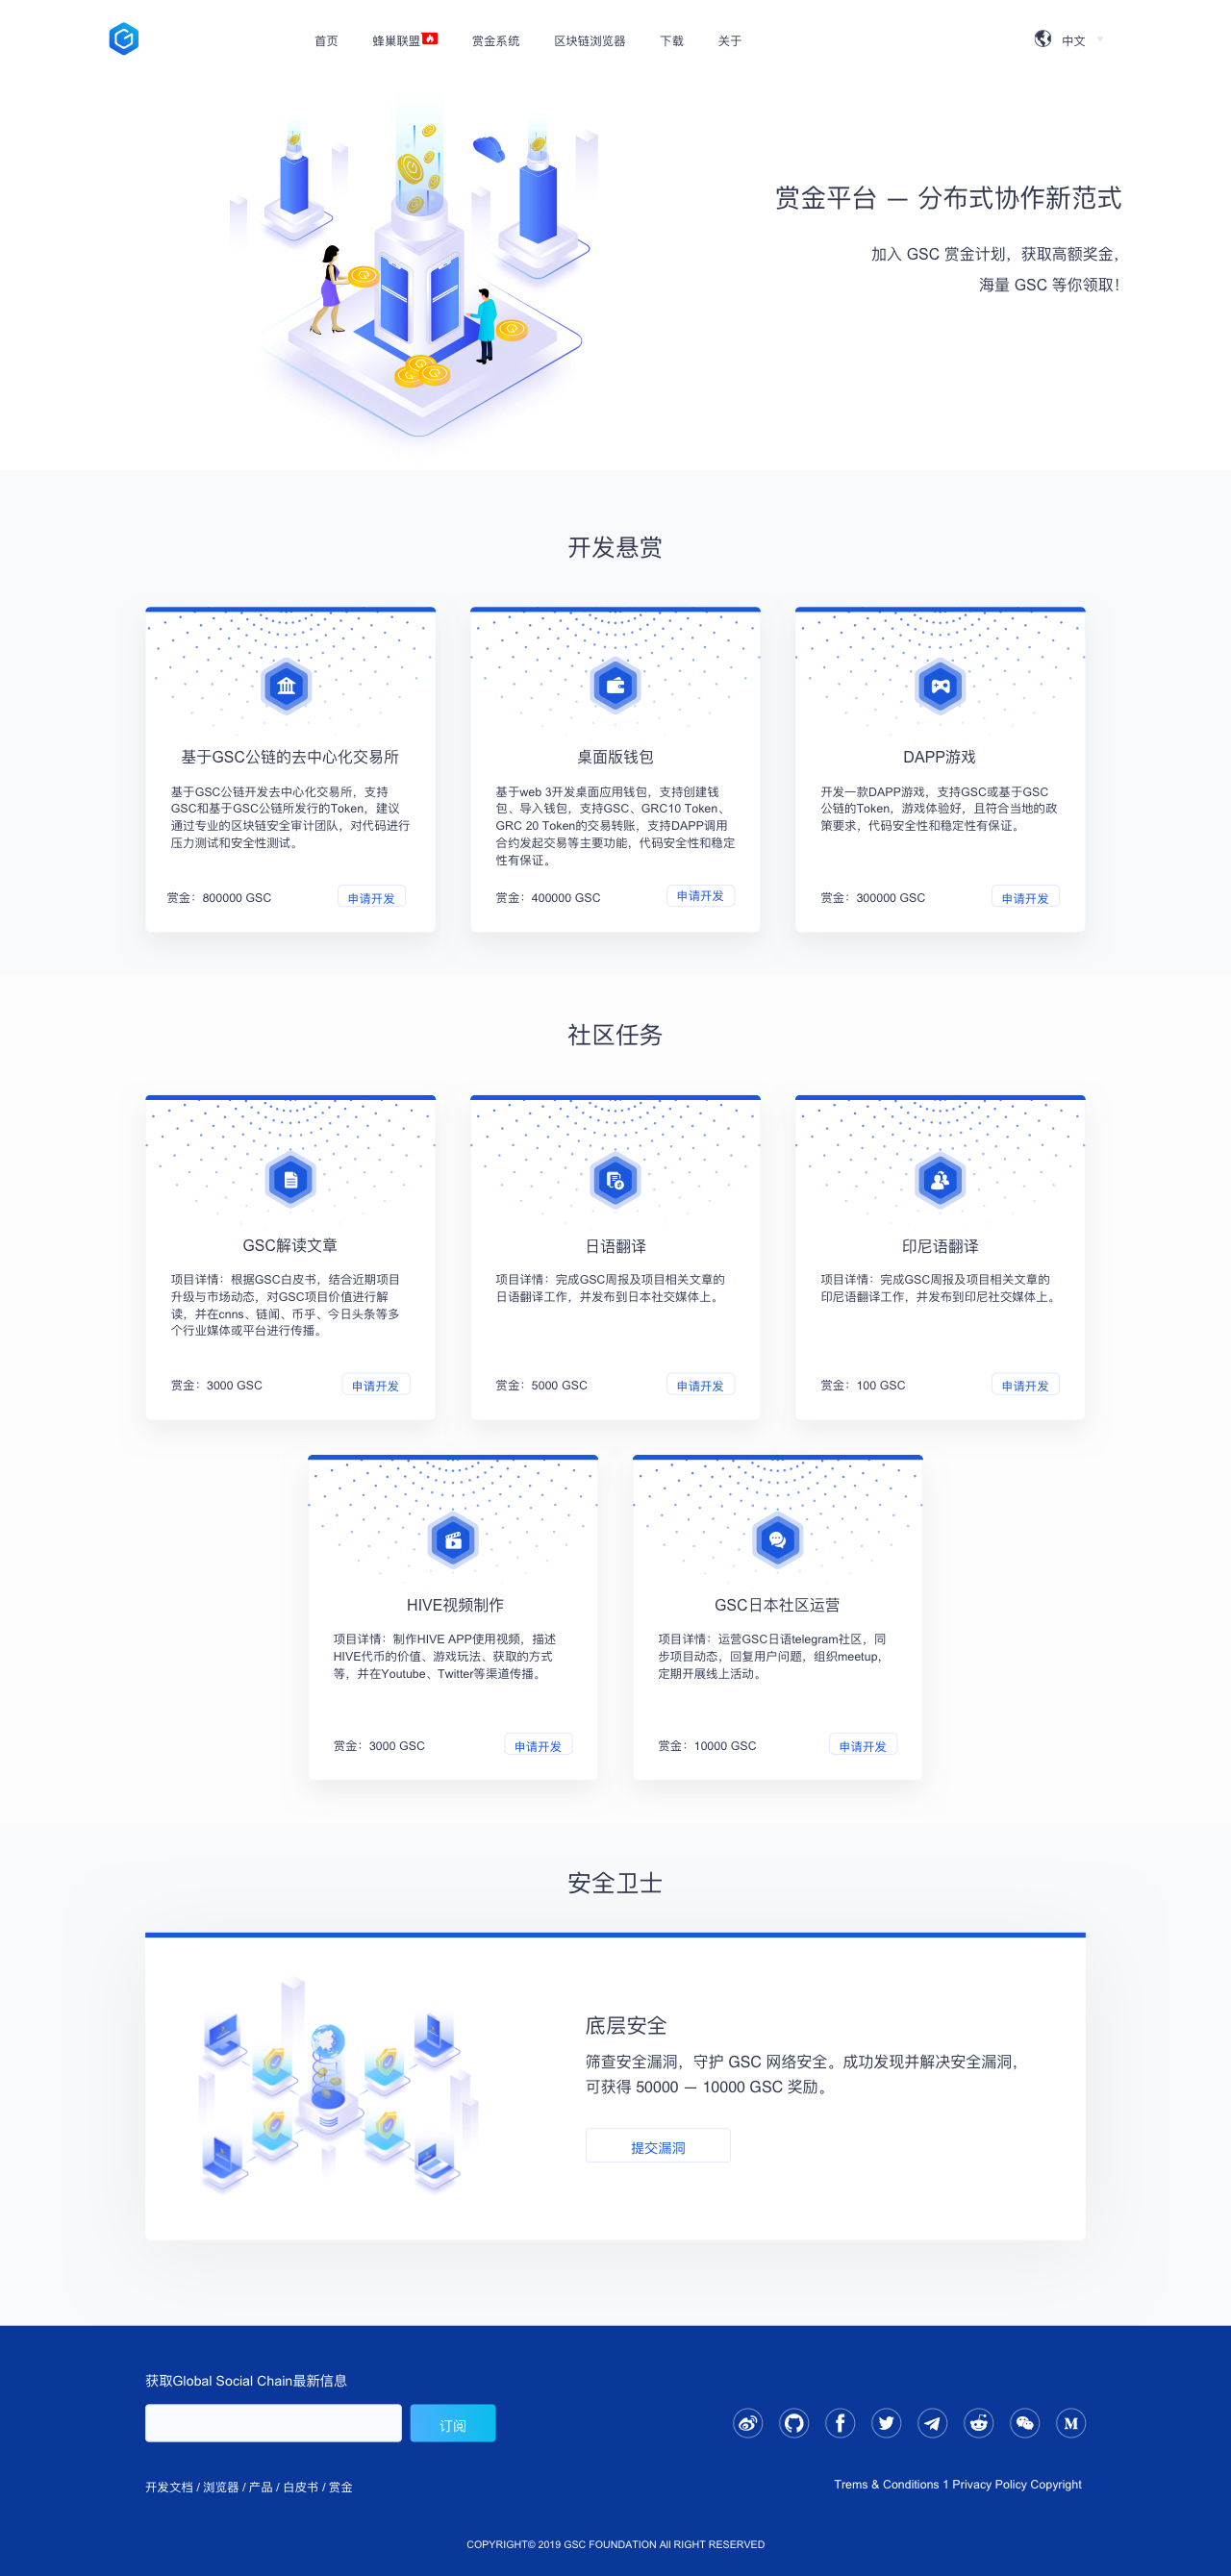 首页 蜂巢联盟 赏金系统 区块链浏览器 下载 关于 中文
赏金平台 — 分布式协作新范式
加入 GSC 赏金计划，获取高额奖金，
海量 GSC 等你领取！
开发悬赏
基于GSC公链的去中心化交易所
基于GSC公链开发去中心化交易所，支持
GSC和基于GSC公链所发行的Token，建议
通过专业的区块链安全审计团队，对代码进行
压力测试和安全性测试。
赏金：800000 GSC 申请开发
桌面版钱包
基于web 3开发桌面应用钱包，支持创建钱
包、导入钱包，支持GSC、GRC10 Token、
GRC 20 Token的交易转账，支持DAPP调用
合约发起交易等主要功能，代码安全性和稳定
性有保证。
赏金：400000 GSC 申请开发
DAPP游戏
开发一款DAPP游戏，支持GSC或基于GSC
公链的Token，游戏体验好，且符合当地的政
策要求，代码安全性和稳定性有保证。
赏金：300000 GSC 申请开发
社区任务
GSC解读文章
项目详情：根据GSC白皮书，结合近期项目
升级与市场动态，对GSC项目价值进行解
读，并在cnns、链闻、币乎、今日头条等多
个行业媒体或平台进行传播。
赏金：3000 GSC 申请开发
日语翻译
项目详情：完成GSC周报及项目相关文章的
日语翻译工作，并发布到日本社交媒体上。
赏金：5000 GSC 申请开发
印尼语翻译
项目详情：完成GSC周报及项目相关文章的
印尼语翻译工作，并发布到印尼社交媒体上。
赏金：100 GSC 申请开发
HIVE视频制作
项目详情：制作HIVE APP使用视频，描述
HIVE代币的价值、游戏玩法、获取的方式
等，并在Youtube、Twitter等渠道传播。
赏金：3000 GSC 申请开发
GSC日本社区运营
项目详情：运营GSC日语telegram社区，同
步项目动态，回复用户问题，组织meetup，
定期开展线上活动。
赏金：10000 GSC 申请开发
安全卫士
底层安全
筛查安全漏洞，守护 GSC 网络安全。成功发现并解决安全漏洞，
可获得 50000 — 10000 GSC 奖励。
提交漏洞
获取Global Social Chain最新信息
订阅
开发文档 / 浏览器 / 产品 / 白皮书 / 赏金
Trems & Conditions 1 Privacy Policy Copyright
COPYRIGHT© 2019 GSC FOUNDATION All RIGHT RESERVED